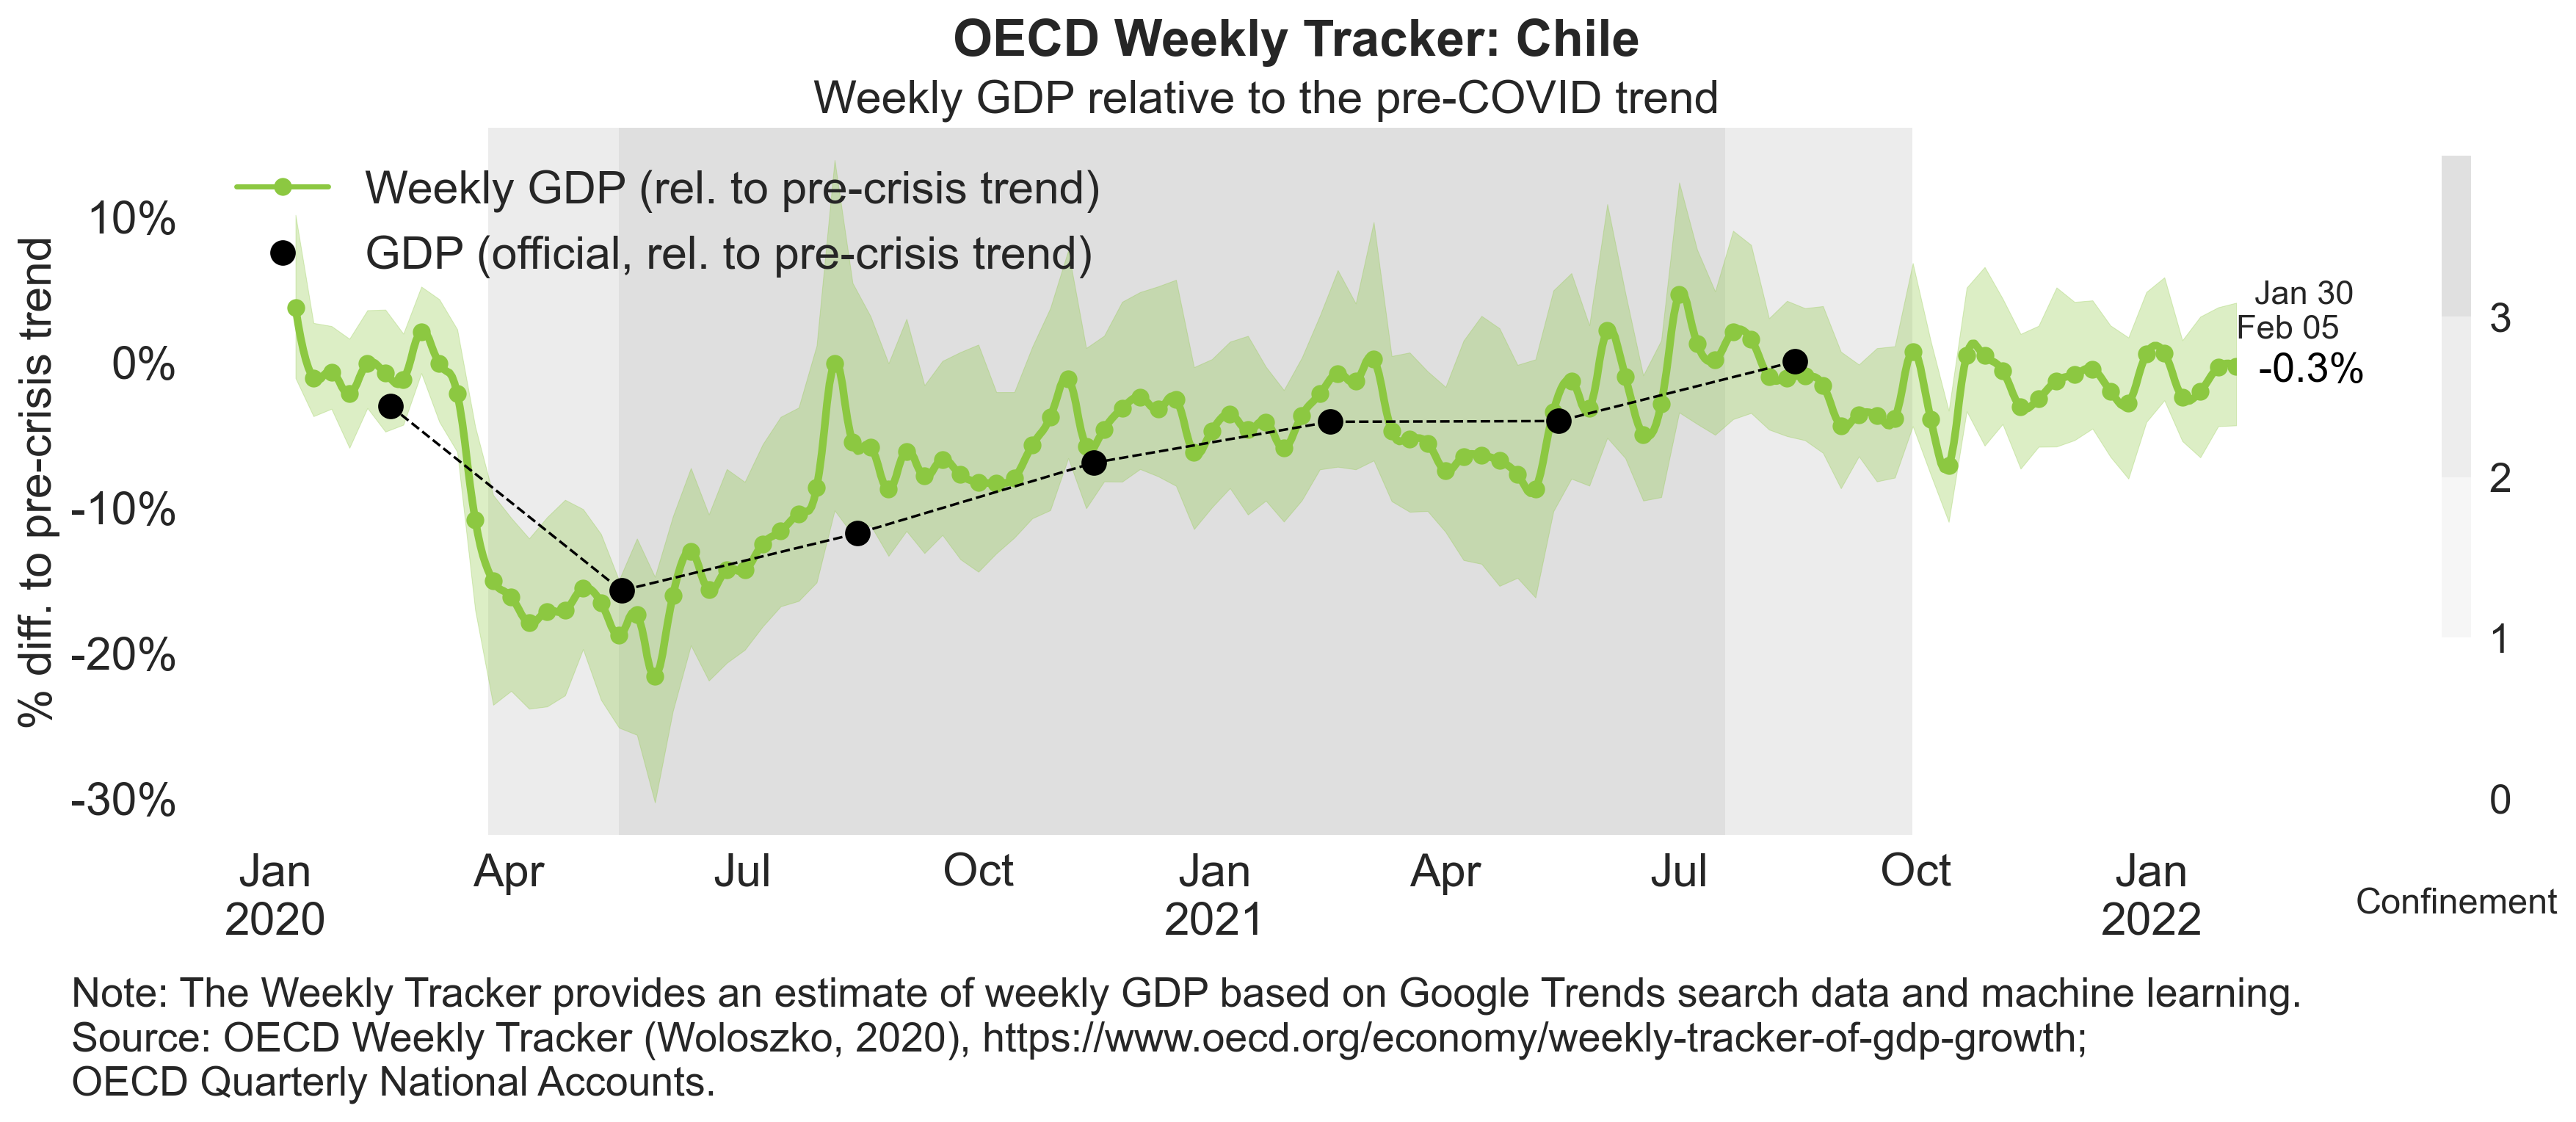 OECD Weekly Tracker: Chile
Weekly GDP relative to the pre-COVID trend
Weekly GDP (rel. to pre-crisis trend)
GDP (official, rel. to pre-crisis trend)
% diff. to pre-crisis trend
10%
0%
-10%
-20%
-30%
Jan 30
Feb 05
-0.3%
3
2
1
0
Confinement
Jan Apr Jul Oct Jan Apr Jul Oct Jan
2020 2021 2022
Note: The Weekly Tracker provides an estimate of weekly GDP based on Google Trends search data and machine learning.
Source: OECD Weekly Tracker (Woloszko, 2020), https://www.oecd.org/economy/weekly-tracker-of-gdp-growth;
OECD Quarterly National Accounts.